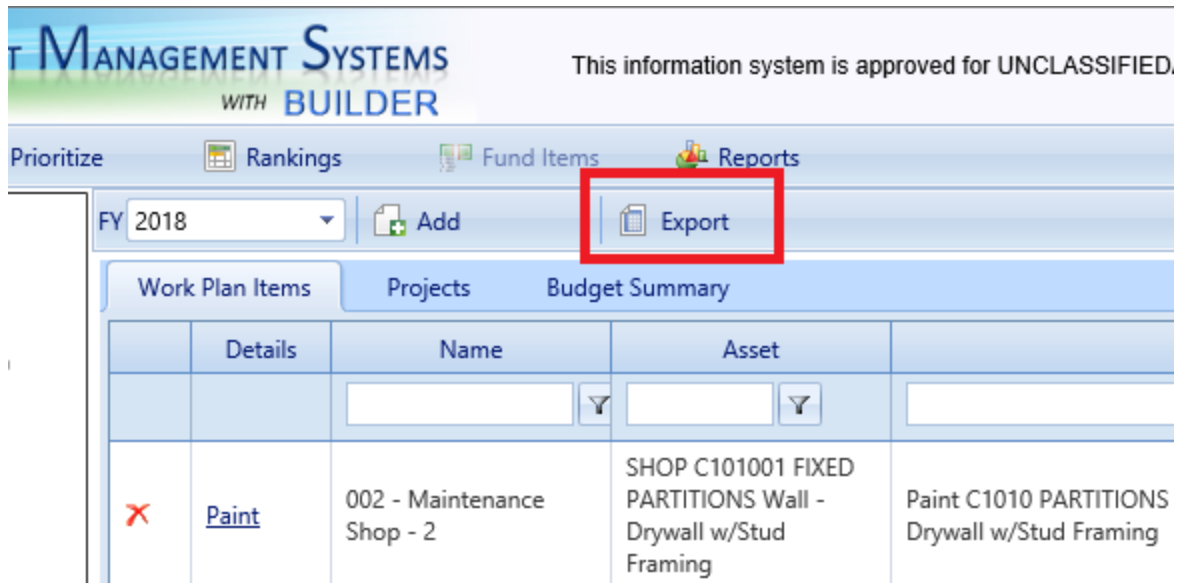 T MANAGEMENT SYSTEMS
WITH BUILDER
This information system is approved for UNCLASSIFIED
Prioritize Rankings Fund Items Reports
FY 2018 Add Export
Work Plan Items Projects Budget Summary
Details Name Asset
Paint
002 - Maintenance
Shop - 2
SHOP C101001 FIXED
PARTITIONS Wall -
Drywall w/Stud
Framing
Paint C1010 PARTITIONS
Drywall w/Stud Framing